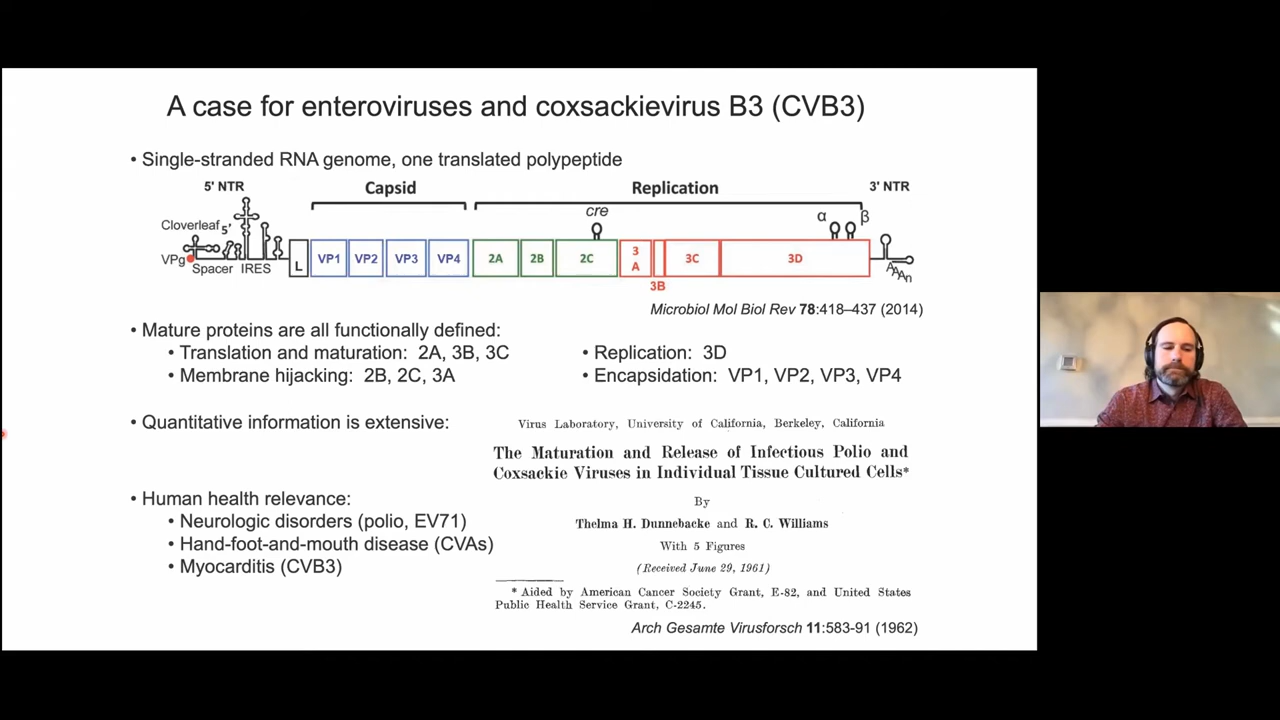 A case for enteroviruses and coxsackievirus B3 (CVB3)
• Single-stranded RNA genome, one translated polypeptide
5' NTR
Capsid
Replication
3' NTR
cre
α
β
Cloverleaf
5'
VPg
Spacer
IRES
L
VP1
VP2
VP3
VP4
2A
2B
2C
3
A
3B
3C
3D
AAAn
Microbiol Mol Biol Rev 78:418–437 (2014)
• Mature proteins are all functionally defined:
• Translation and maturation: 2A, 3B, 3C
• Membrane hijacking: 2B, 2C, 3A
• Replication: 3D
• Encapsidation: VP1, VP2, VP3, VP4
• Quantitative information is extensive:
Virus Laboratory, University of California, Berkeley, California
The Maturation and Release of Infectious Polio and
Coxsackie Viruses in Individual Tissue Cultured Cells*
By
Thelma H. Dunnebacke and R. C. Williams
With 5 Figures
(Received June 29, 1961)
* Aided by American Cancer Society Grant, E-82, and United States
Public Health Service Grant, C-2245.
Arch Gesamte Virusforsch 11:583-91 (1962)
• Human health relevance:
• Neurologic disorders (polio, EV71)
• Hand-foot-and-mouth disease (CVAs)
• Myocarditis (CVB3)